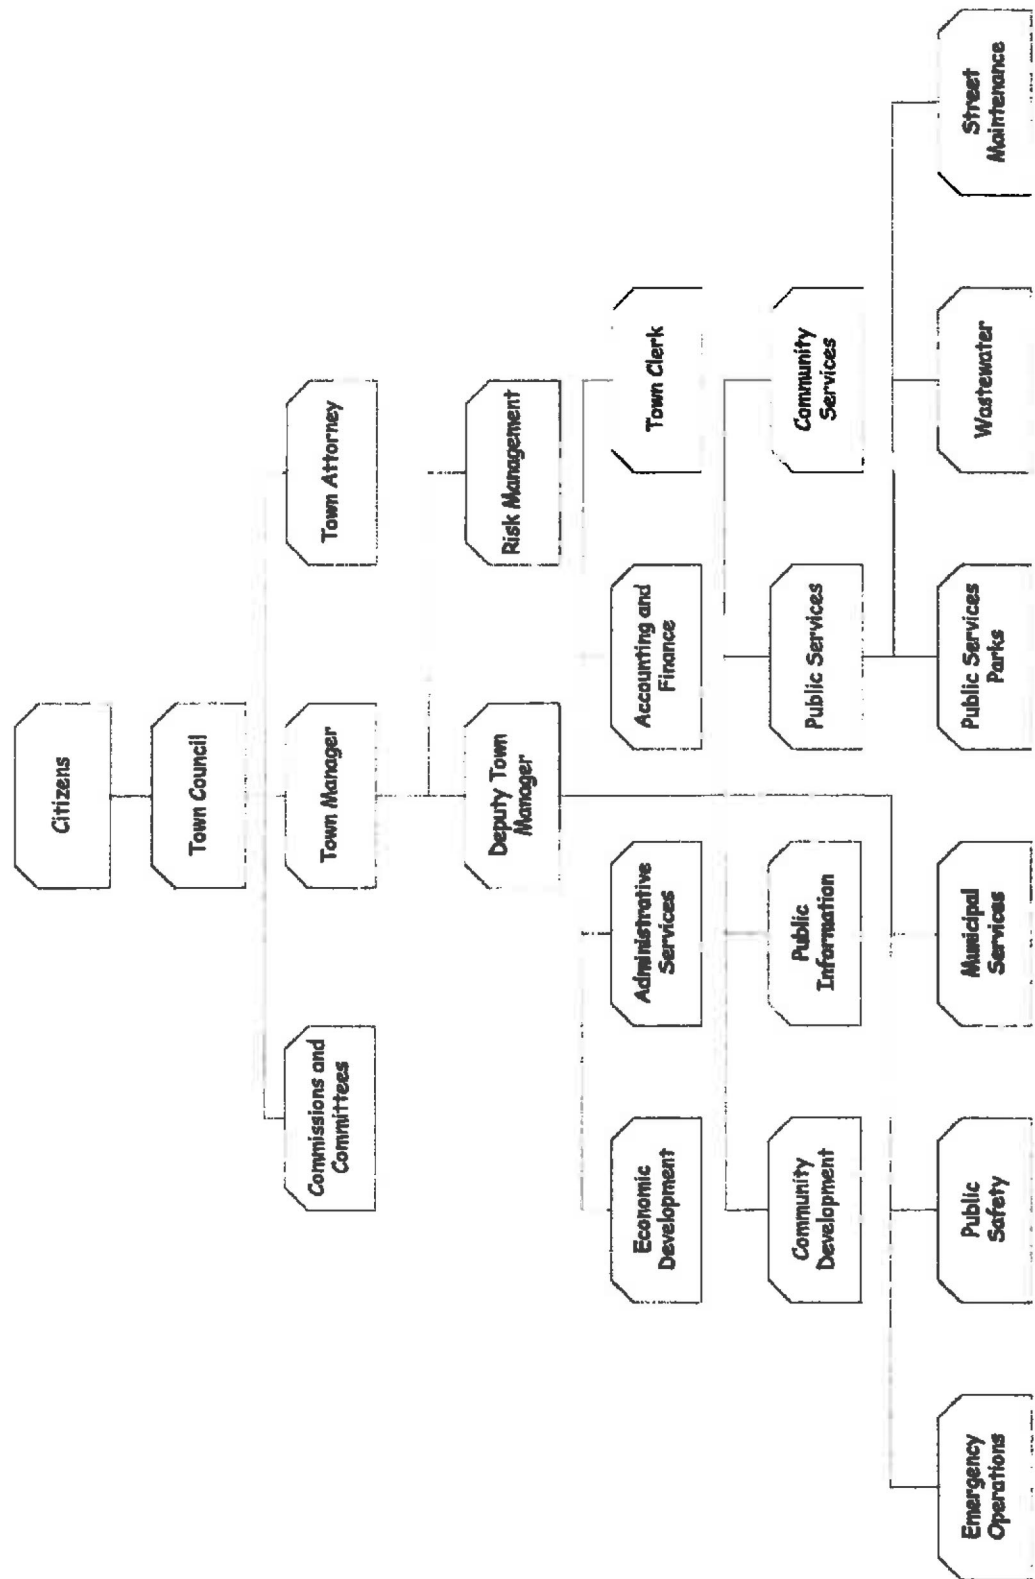 Citizens
Town Council
Commissions and
Committees
Town Manager
Town Attorney
Deputy Town
Manager
Risk Management
Economic
Development
Administrative
Services
Accounting and
Finance
Town Clerk
Community
Development
Public
Information
Public Services
Community
Services
Emergency
Operations
Public
Safety
Municipal
Services
Public Services
Parks
Wastewater
Street
Maintenance